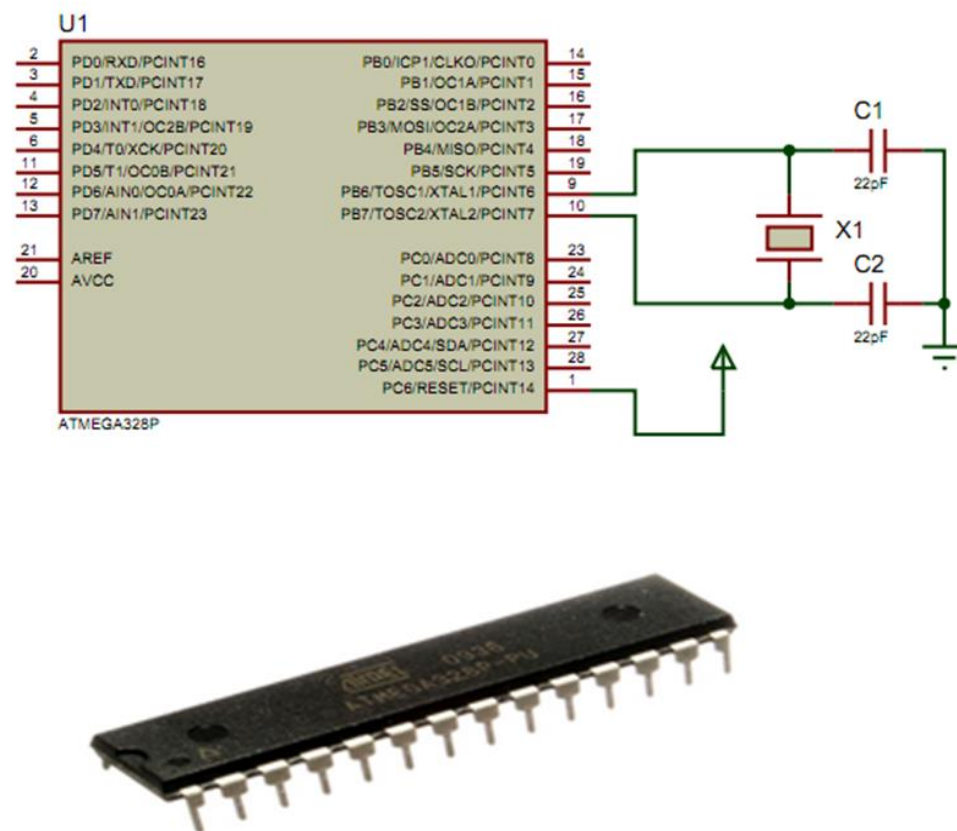 U1
2 PD0/RXD/PCINT16 PB0/ICP1/CLKO/PCINT0 14
3 PD1/TXD/PCINT17 PB1/OC1A/PCINT1 15
4 PD2/INT0/PCINT18 PB2/SS/OC1B/PCINT2 16
5 PD3/INT1/OC2B/PCINT19 PB3/MOSI/OC2A/PCINT3 17
6 PD4/T0/XCK/PCINT20 PB4/MISO/PCINT4 18
11 PD5/T1/OC0B/PCINT21 PB5/SCK/PCINT5 19
12 PD6/AIN0/OC0A/PCINT22 PB6/TOSC1/XTAL1/PCINT6 9
13 PD7/AIN1/PCINT23 PB7/TOSC2/XTAL2/PCINT7 10
21 AREF PC0/ADC0/PCINT8 23
20 AVCC PC1/ADC1/PCINT9 24
PC2/ADC2/PCINT10 25
PC3/ADC3/PCINT11 26
PC4/ADC4/SDA/PCINT12 27
PC5/ADC5/SCL/PCINT13 28
PC6/RESET/PCINT14 1
ATMEGA328P
C1
22pF
X1
C2
22pF
0936
ATMEGA328P-PU